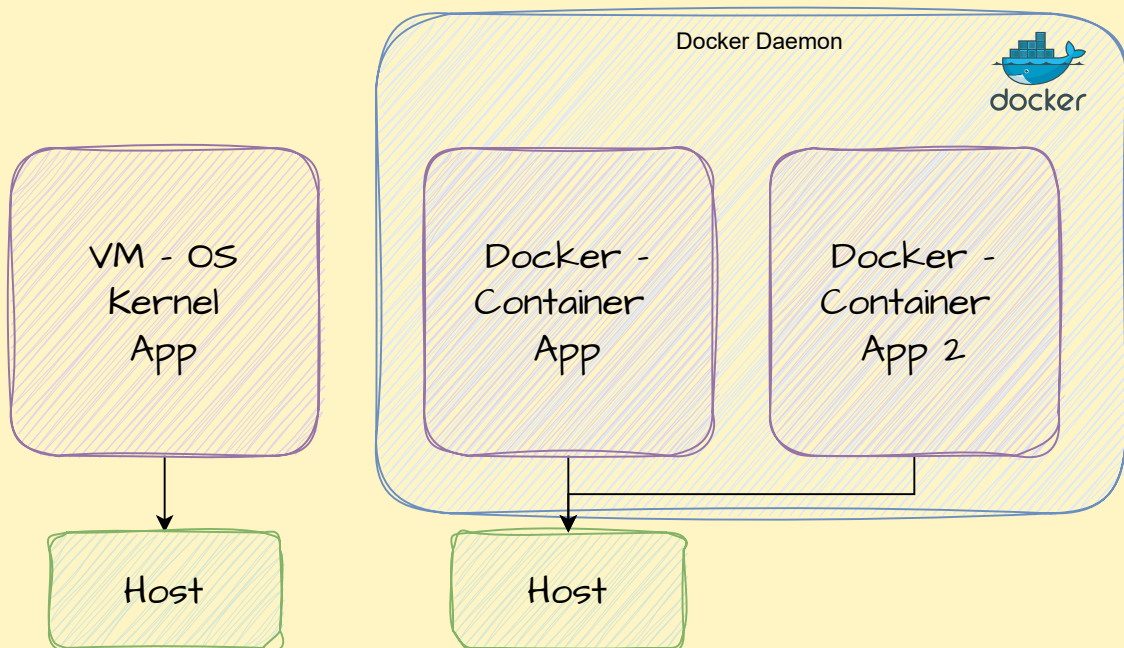 Docker Daemon
docker
VM - OS
Kernel
App
Docker -
Container
App
Docker -
Container
App 2
Host
Host